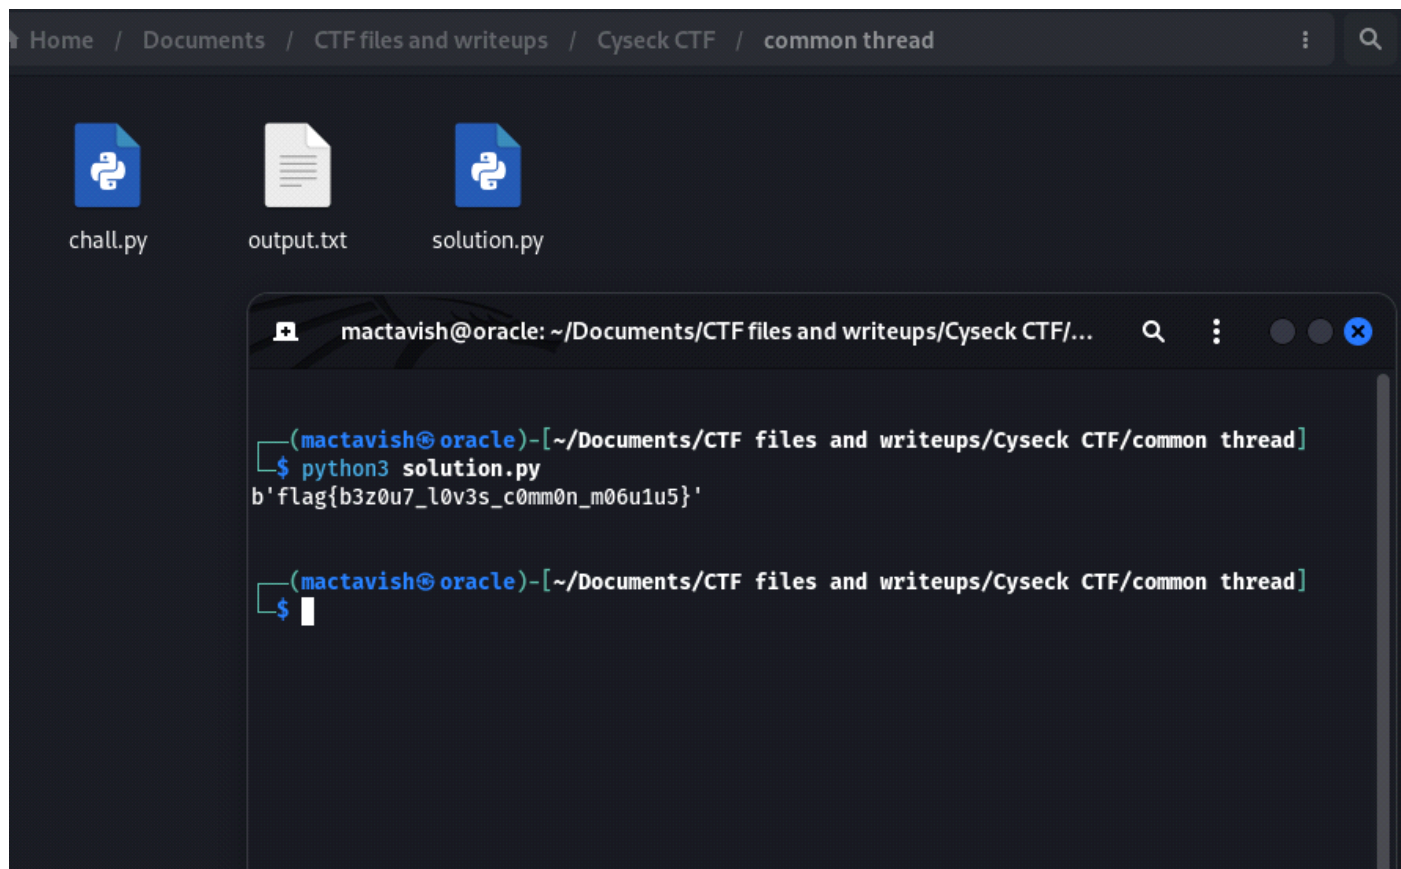 Home / Documents / CTF files and writeups / Cyseck CTF / common thread
chall.py
output.txt
solution.py
mactavish@oracle: ~/Documents/CTF files and writeups/Cyseck CTF/...
┌──(mactavish㉿oracle)-[~/Documents/CTF files and writeups/Cyseck CTF/common thread]
└─$ python3 solution.py
b'flag{b3z0u7_l0v3s_c0mm0n_m06u1u5}'
┌──(mactavish㉿oracle)-[~/Documents/CTF files and writeups/Cyseck CTF/common thread]
└─$